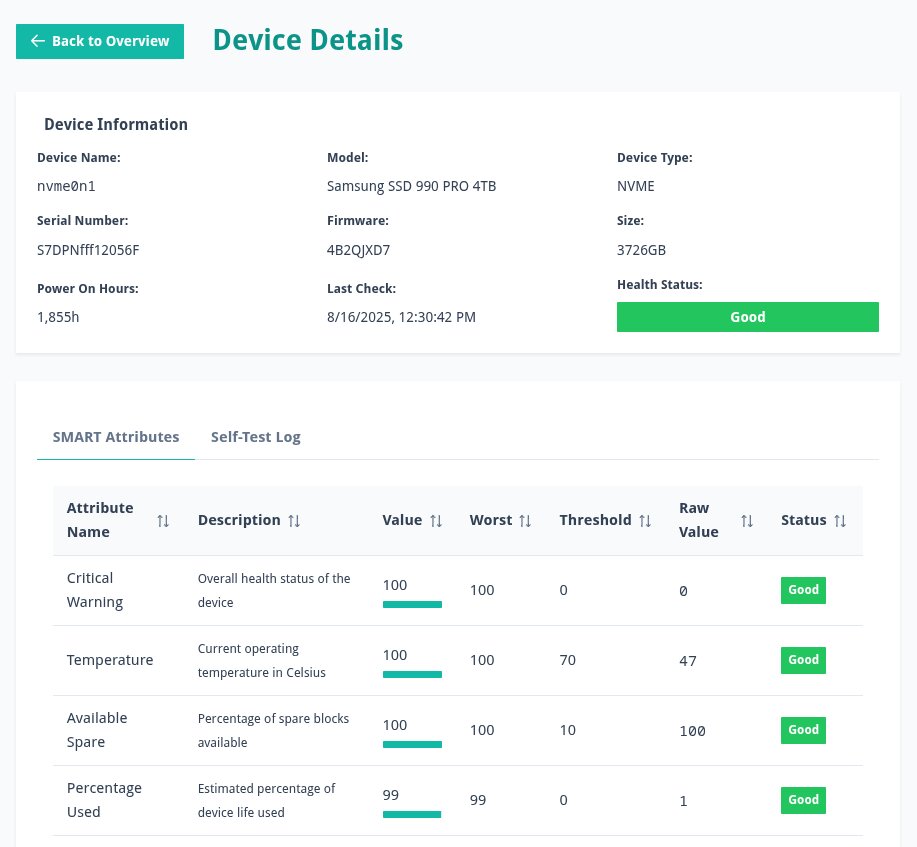 ← Back to Overview
Device Details
Device Information
Device Name:
Model:
Device Type:
nvme0n1
Samsung SSD 990 PRO 4TB
NVME
Serial Number:
Firmware:
Size:
S7DPNfff12056F
4B2QJXD7
3726GB
Power On Hours:
Last Check:
Health Status:
1,855h
8/16/2025, 12:30:42 PM
Good
SMART Attributes
Self-Test Log
Attribute
Name
Description
Value
Worst
Threshold
Raw
Value
Status
Critical
Warning
Overall health status of the
device
100
100
0
0
Good
Temperature
Current operating
temperature in Celsius
100
100
70
47
Good
Available
Spare
Percentage of spare blocks
available
100
100
10
100
Good
Percentage
Used
Estimated percentage of
device life used
99
99
0
1
Good